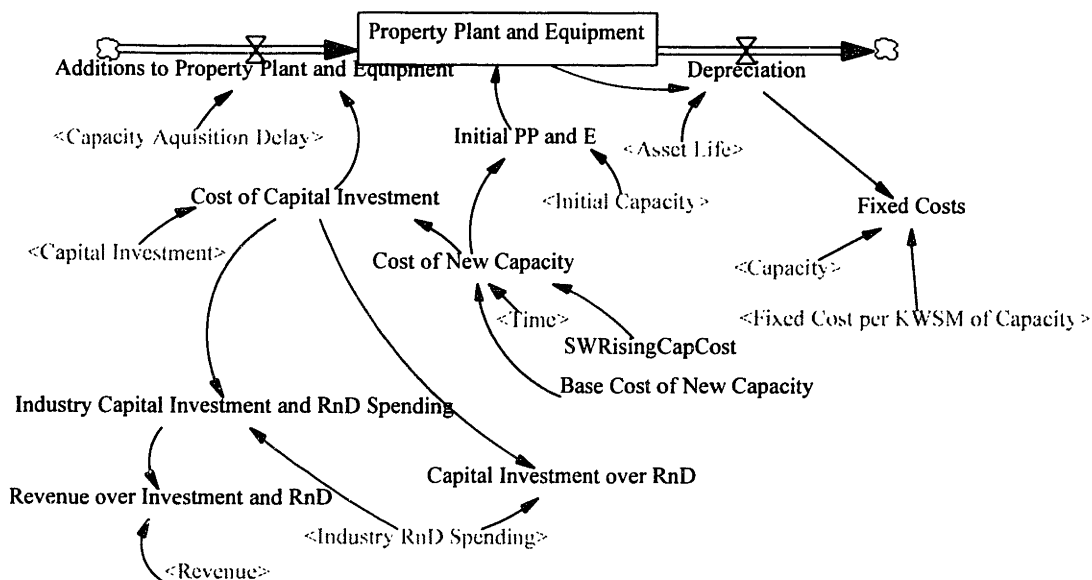 Property Plant and Equipment
Additions to Property Plant and Equipment
Depreciation
<Capacity Aquisition Delay>
Initial PP and E
<Asset Life>
Cost of Capital Investment
<Initial Capacity>
Fixed Costs
<Capital Investment>
Cost of New Capacity
<Capacity>
<Time>
<Fixed Cost per KWSM of Capacity>
SWRisingCapCost
Base Cost of New Capacity
Industry Capital Investment and RnD Spending
Capital Investment over RnD
Revenue over Investment and RnD
<Industry RnD Spending>
<Revenue>